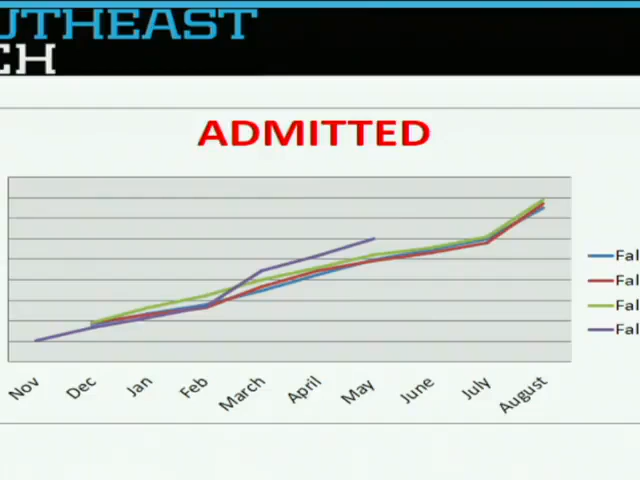 UTHEAST
CH
ADMITTED
Fal
Fal
Fal
Fal
Nov Dec Jan Feb March April May June July August